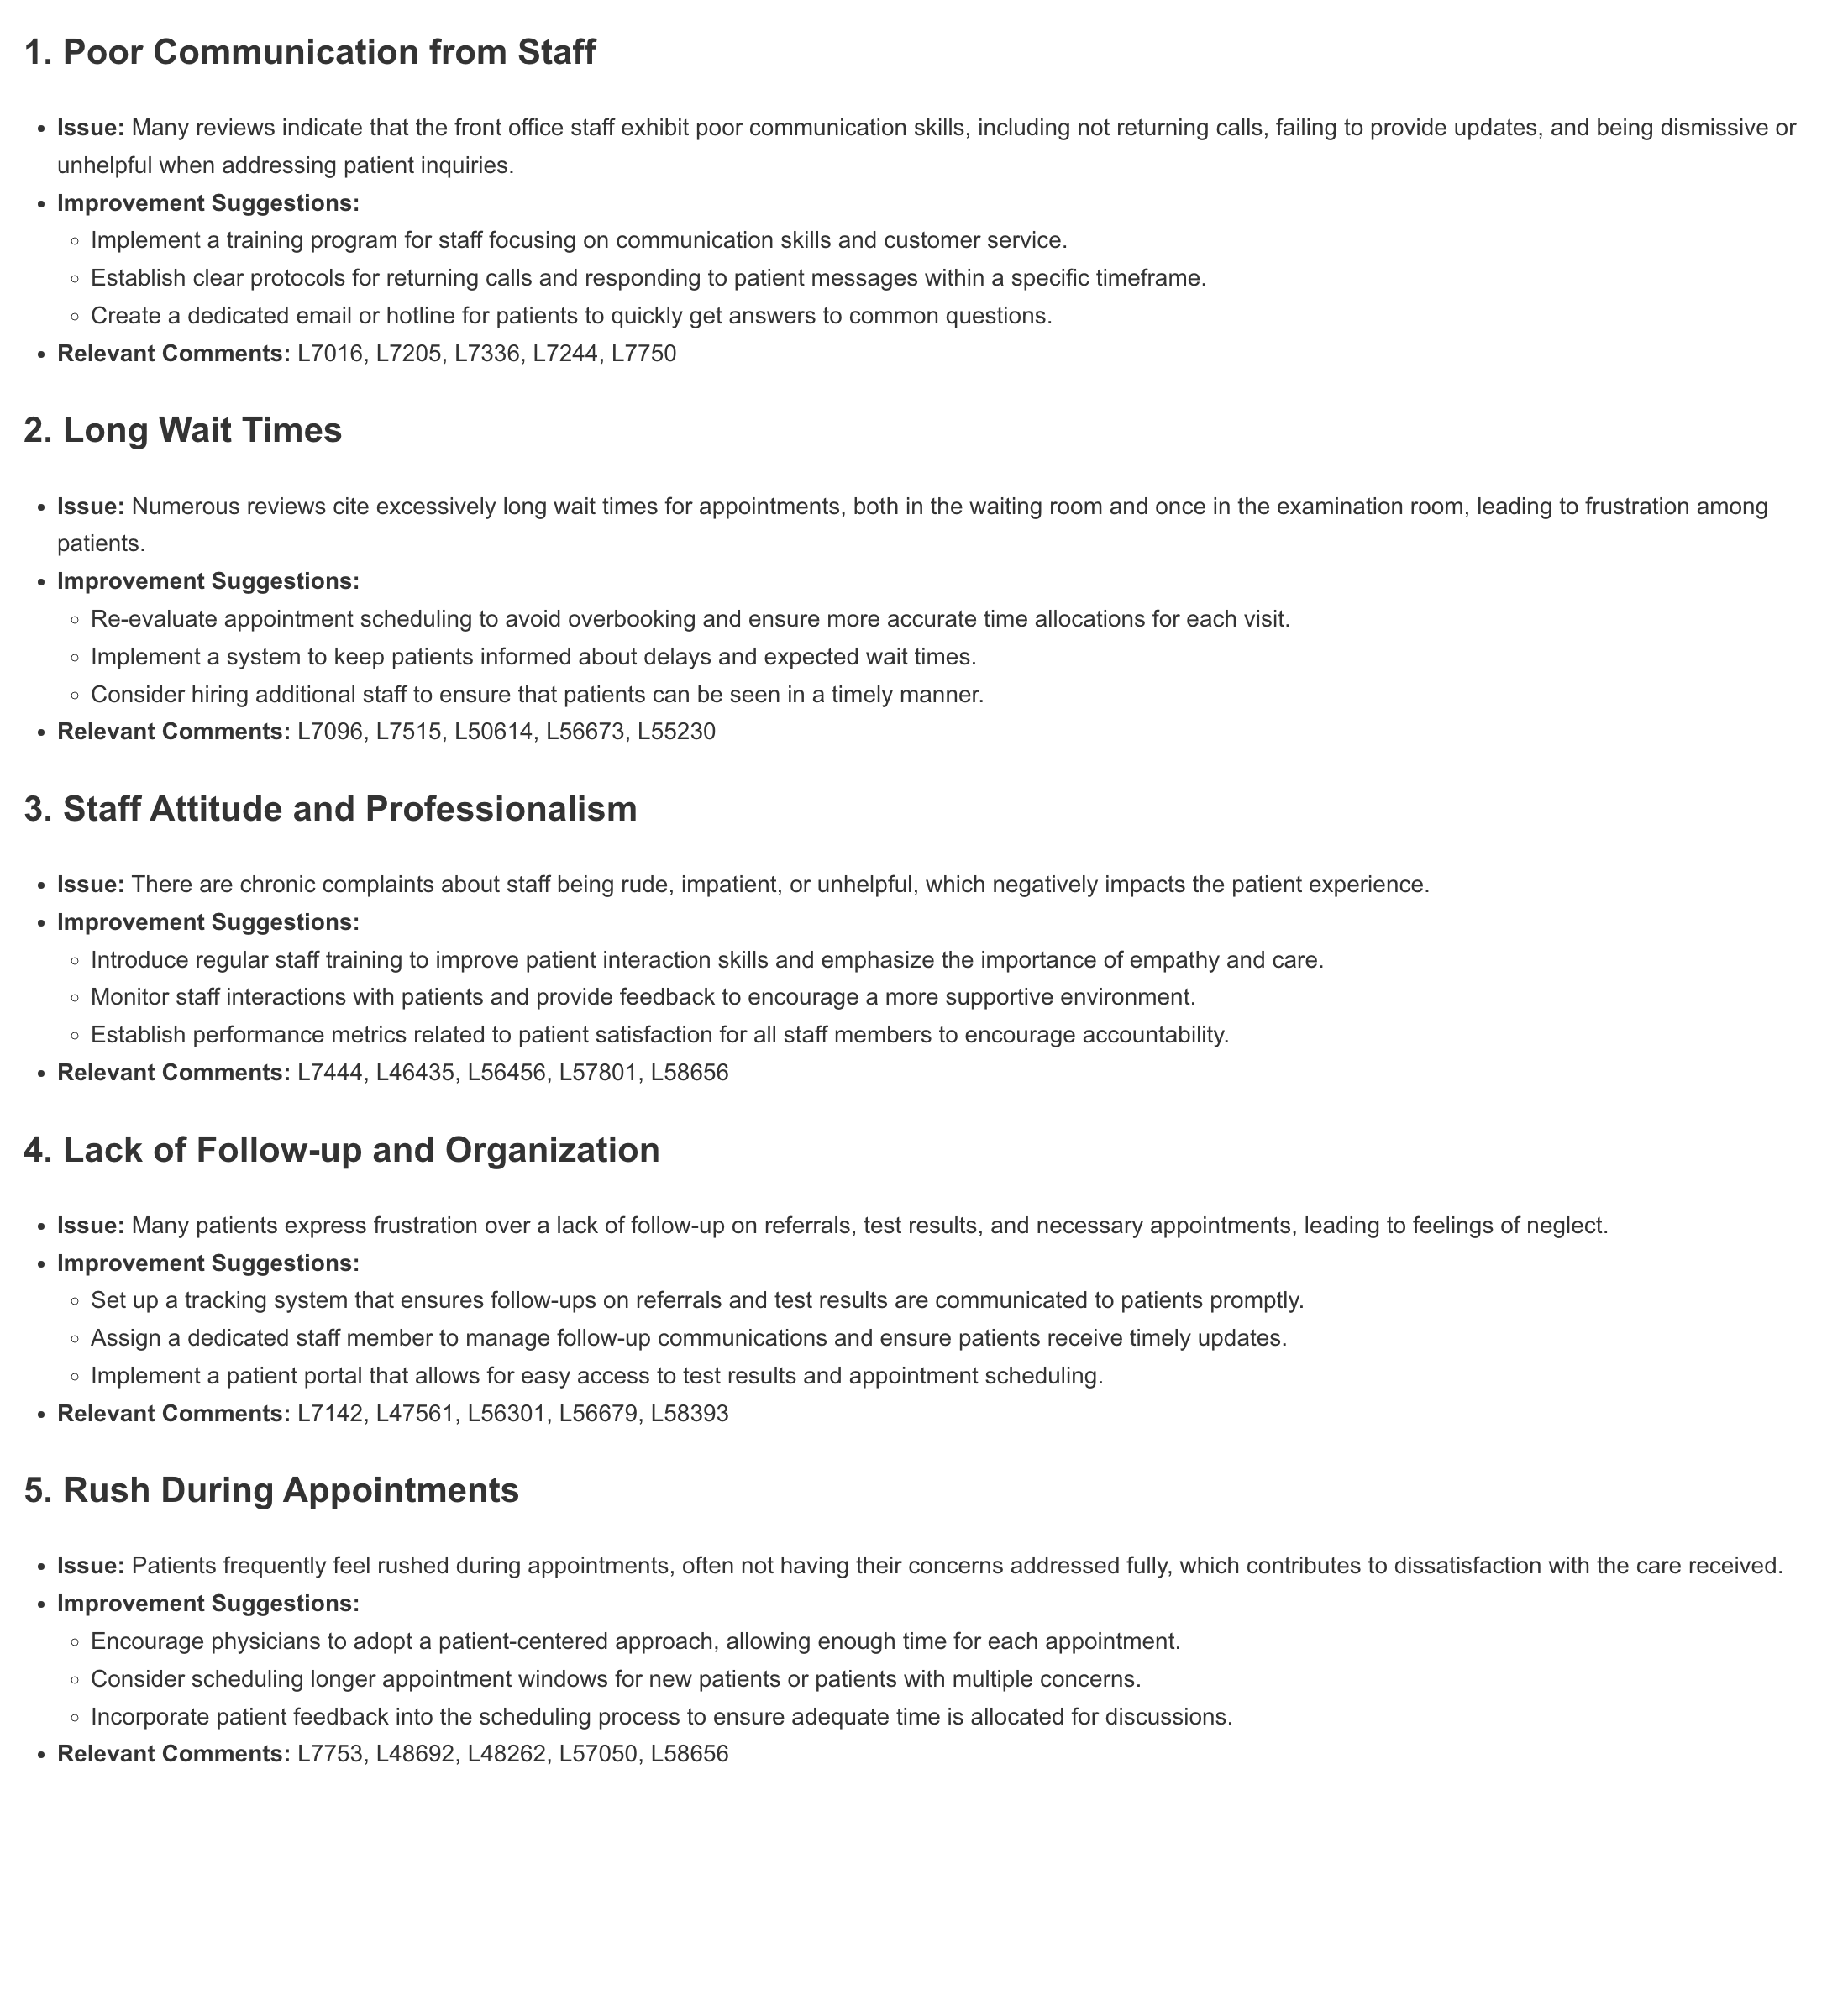 1. Poor Communication from Staff
• Issue: Many reviews indicate that the front office staff exhibit poor communication skills, including not returning calls, failing to provide updates, and being dismissive or
unhelpful when addressing patient inquiries.
• Improvement Suggestions:
◦ Implement a training program for staff focusing on communication skills and customer service.
◦ Establish clear protocols for returning calls and responding to patient messages within a specific timeframe.
◦ Create a dedicated email or hotline for patients to quickly get answers to common questions.
• Relevant Comments: L7016, L7205, L7336, L7244, L7750
2. Long Wait Times
• Issue: Numerous reviews cite excessively long wait times for appointments, both in the waiting room and once in the examination room, leading to frustration among
patients.
• Improvement Suggestions:
◦ Re-evaluate appointment scheduling to avoid overbooking and ensure more accurate time allocations for each visit.
◦ Implement a system to keep patients informed about delays and expected wait times.
◦ Consider hiring additional staff to ensure that patients can be seen in a timely manner.
• Relevant Comments: L7096, L7515, L50614, L56673, L55230
3. Staff Attitude and Professionalism
• Issue: There are chronic complaints about staff being rude, impatient, or unhelpful, which negatively impacts the patient experience.
• Improvement Suggestions:
◦ Introduce regular staff training to improve patient interaction skills and emphasize the importance of empathy and care.
◦ Monitor staff interactions with patients and provide feedback to encourage a more supportive environment.
◦ Establish performance metrics related to patient satisfaction for all staff members to encourage accountability.
• Relevant Comments: L7444, L46435, L56456, L57801, L58656
4. Lack of Follow-up and Organization
• Issue: Many patients express frustration over a lack of follow-up on referrals, test results, and necessary appointments, leading to feelings of neglect.
• Improvement Suggestions:
◦ Set up a tracking system that ensures follow-ups on referrals and test results are communicated to patients promptly.
◦ Assign a dedicated staff member to manage follow-up communications and ensure patients receive timely updates.
◦ Implement a patient portal that allows for easy access to test results and appointment scheduling.
• Relevant Comments: L7142, L47561, L56301, L56679, L58393
5. Rush During Appointments
• Issue: Patients frequently feel rushed during appointments, often not having their concerns addressed fully, which contributes to dissatisfaction with the care received.
• Improvement Suggestions:
◦ Encourage physicians to adopt a patient-centered approach, allowing enough time for each appointment.
◦ Consider scheduling longer appointment windows for new patients or patients with multiple concerns.
◦ Incorporate patient feedback into the scheduling process to ensure adequate time is allocated for discussions.
• Relevant Comments: L7753, L48692, L48262, L57050, L58656